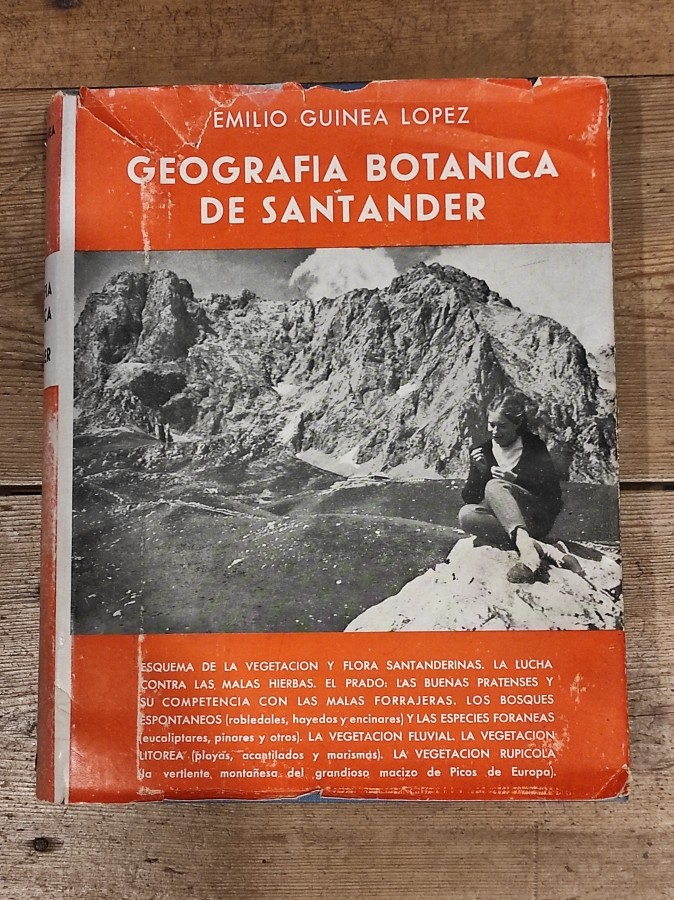 EMILIO GUINEA LOPEZ
GEOGRAFIA BOTANICA
DE SANTANDER
ESQUEMA DE LA VEGETACION Y FLORA SANTANDERINAS. LA LUCHA
CONTRA LAS MALAS HIERBAS. EL PRADO: LAS BUENAS PRATENSES Y
SU COMPETENCIA CON LAS MALAS FORRAJERAS. LOS BOSQUES
ESPONTANEOS (robledales, hayedos y encinares) Y LAS ESPECIES FORANEAS
(eucaliptares, pinares y otros). LA VEGETACION FLUVIAL. LA VEGETACION
LITOREA (playas, acantilados y marismas). LA VEGETACION RUPICOLA
(la vertiente montañesa del grandioso macizo de Picos de Europa).